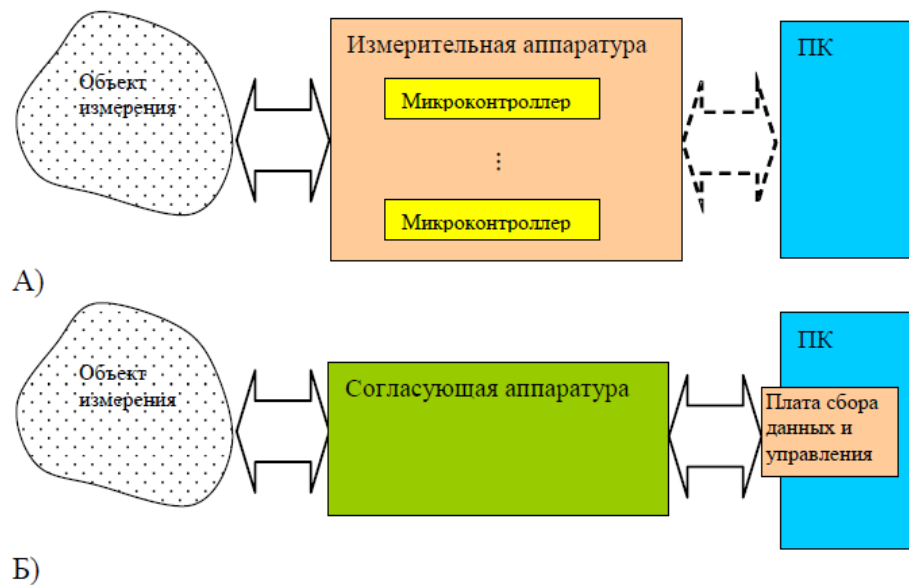 Объект
измерения
Измерительная аппаратура
Микроконтроллер
⋮
Микроконтроллер
ПК
А)
Объект
измерения
Согласующая аппаратура
ПК
Плата сбора
данных и
управления
Б)